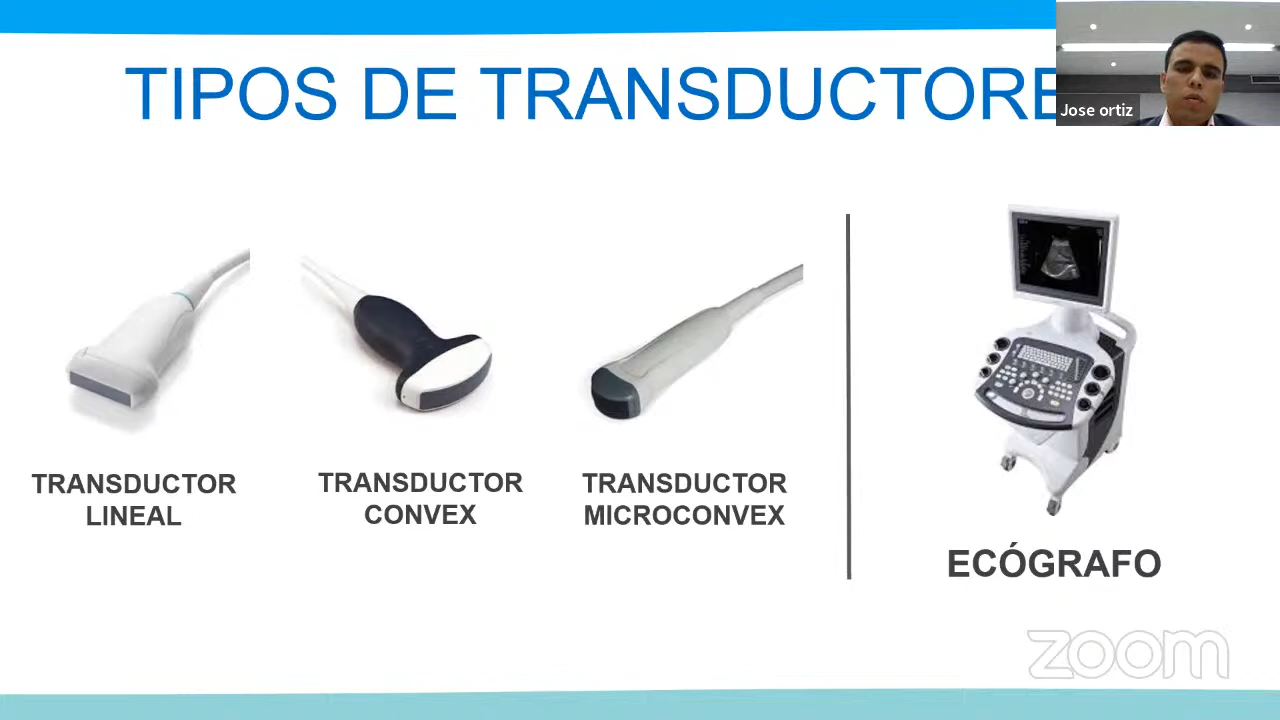 TIPOS DE TRANSDUCTORE
Jose ortiz
TRANSDUCTOR
LINEAL
TRANSDUCTOR
CONVEX
TRANSDUCTOR
MICROCONVEX
ECÓGRAFO
zoom